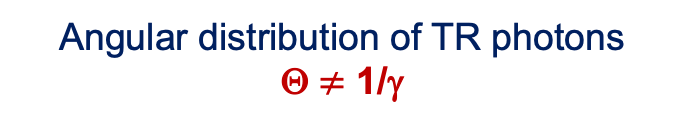 Angular distribution of TR photons
Θ ≠ 1/γ